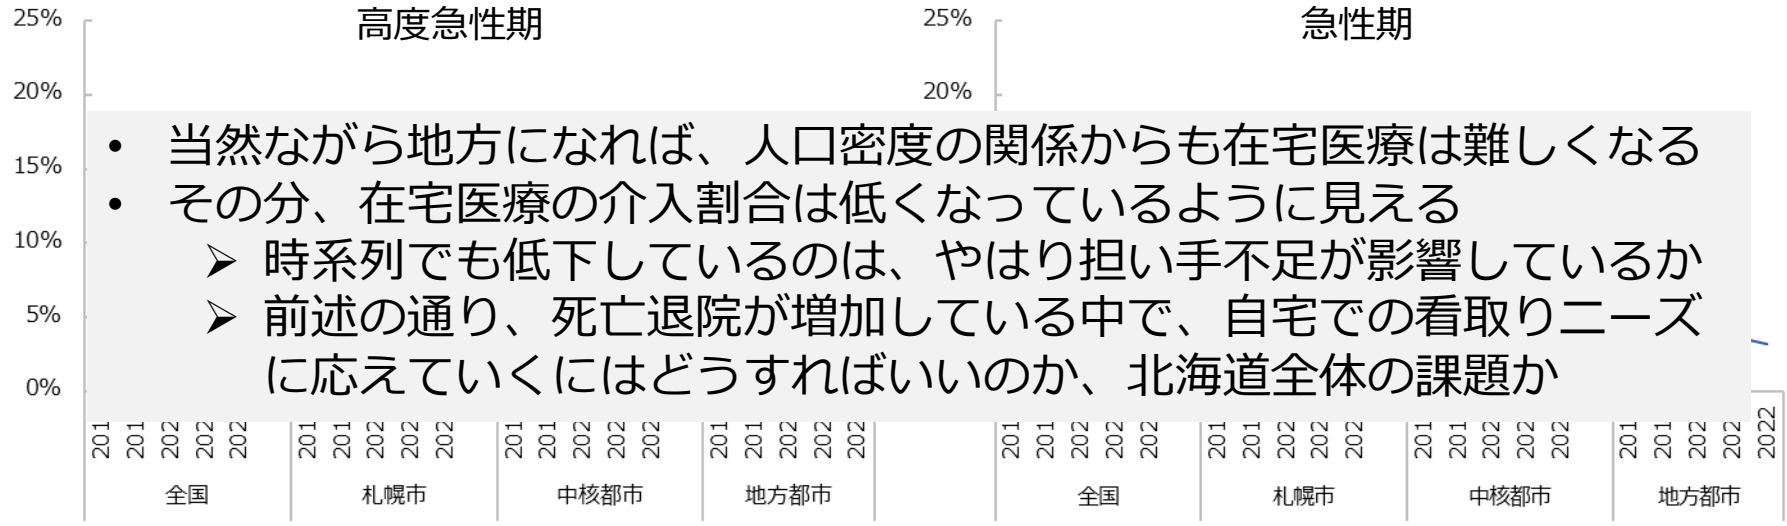 高度急性期
急性期
25%
20%
15%
10%
5%
0%
25%
20%
• 当然ながら地方になれば、人口密度の関係からも在宅医療は難しくなる
• その分、在宅医療の介入割合は低くなっているように見える
➢ 時系列でも低下しているのは、やはり担い手不足が影響しているか
➢ 前述の通り、死亡退院が増加している中で、自宅での看取りニーズ
に応えていくにはどうすればいいのか、北海道全体の課題か
2022
全国 札幌市 中核都市 地方都市
全国 札幌市 中核都市 地方都市